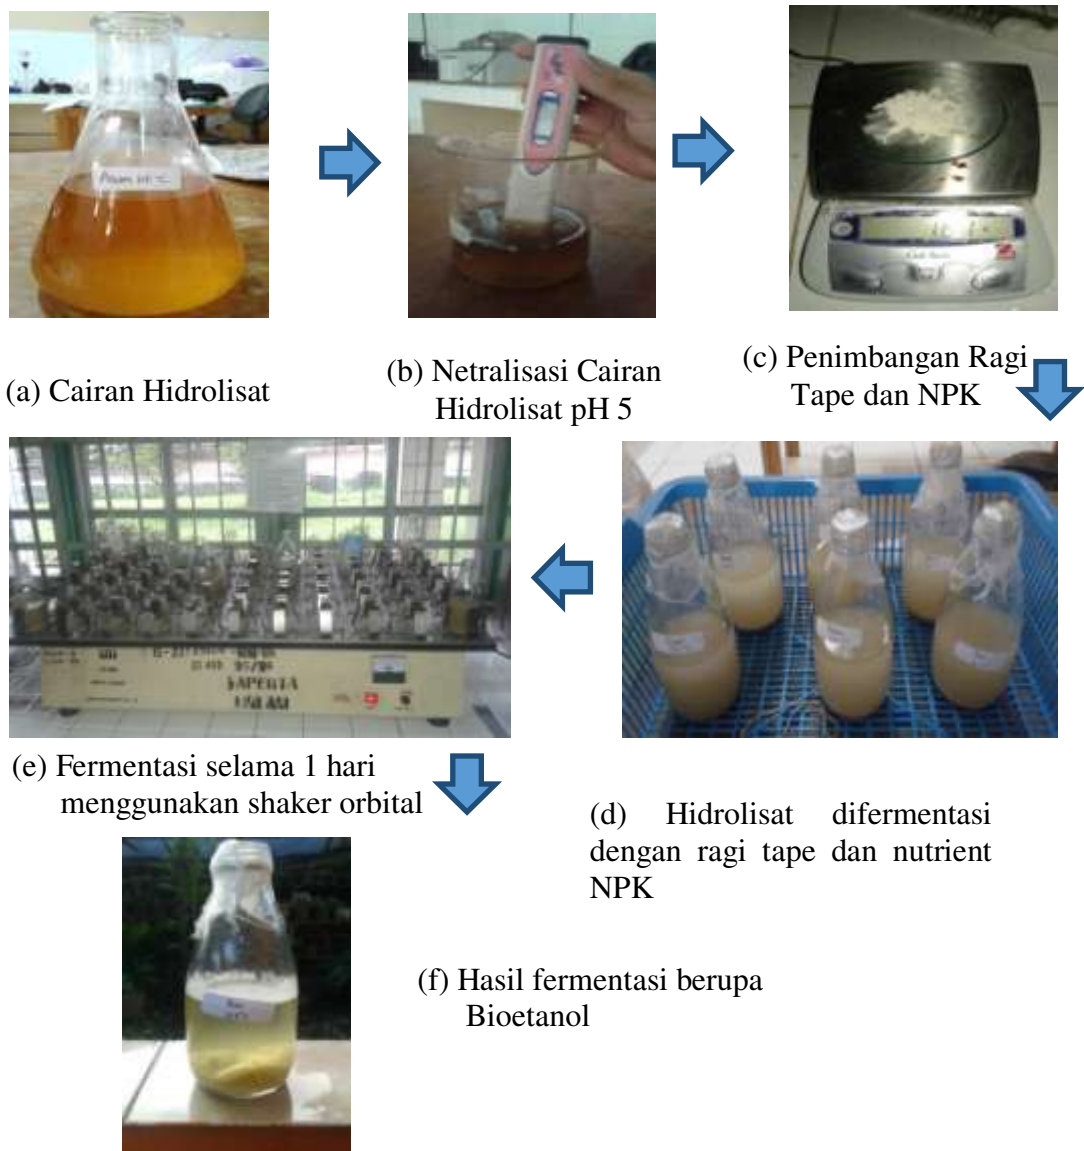 (a) Cairan Hidrolisat
(b) Netralisasi Cairan
Hidrolisat pH 5
(c) Penimbangan Ragi
Tape dan NPK
(e) Fermentasi selama 1 hari
menggunakan shaker orbital
(d) Hidrolisat difermentasi
dengan ragi tape dan nutrient
NPK
(f) Hasil fermentasi berupa
Bioetanol